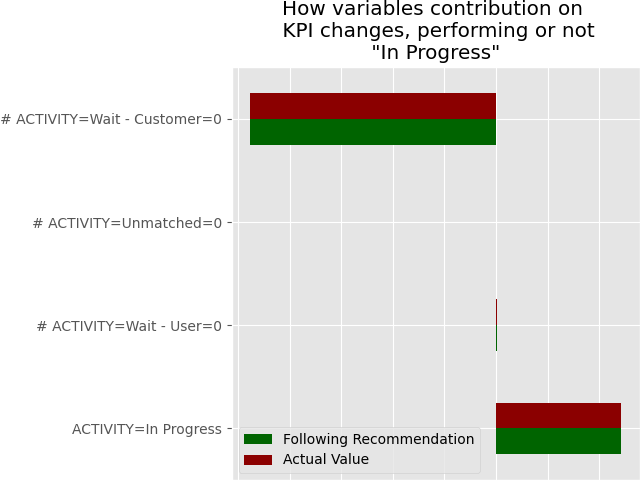 How variables contribution on
KPI changes, performing or not
"In Progress"
# ACTIVITY=Wait - Customer=0
# ACTIVITY=Unmatched=0
# ACTIVITY=Wait - User=0
ACTIVITY=In Progress
Following Recommendation
Actual Value